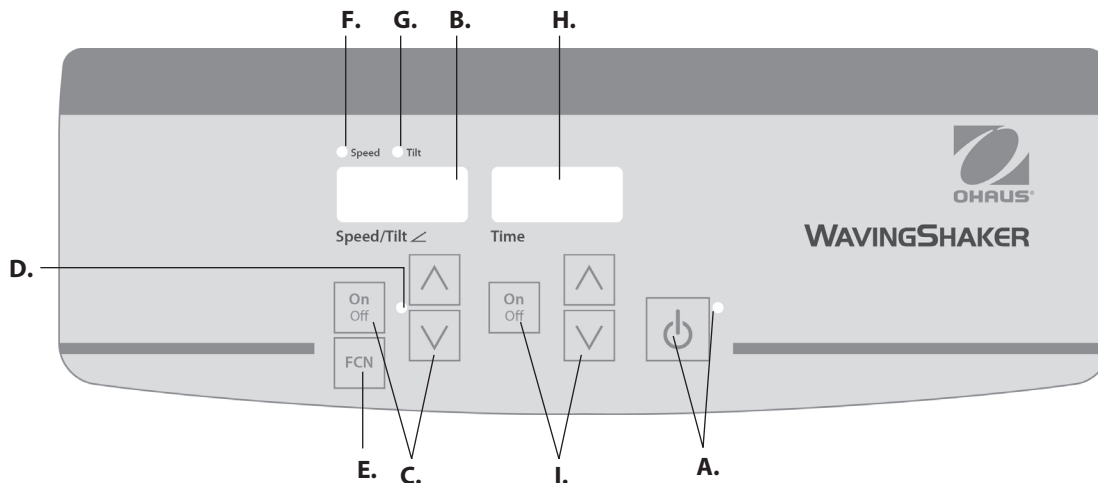 F. G. B. H.
Speed Tilt
OHAUS®
Speed/Tilt Time
WAVINGSHAKER
D.
On
Off
On
Off
FCN
E. C. I. A.